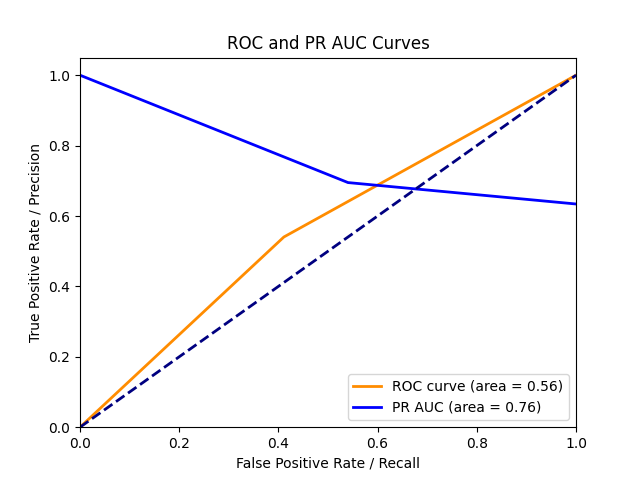 ROC and PR AUC Curves
1.0
0.8
0.6
0.4
0.2
0.0
True Positive Rate / Precision
ROC curve (area = 0.56)
PR AUC (area = 0.76)
0.0 0.2 0.4 0.6 0.8 1.0
False Positive Rate / Recall